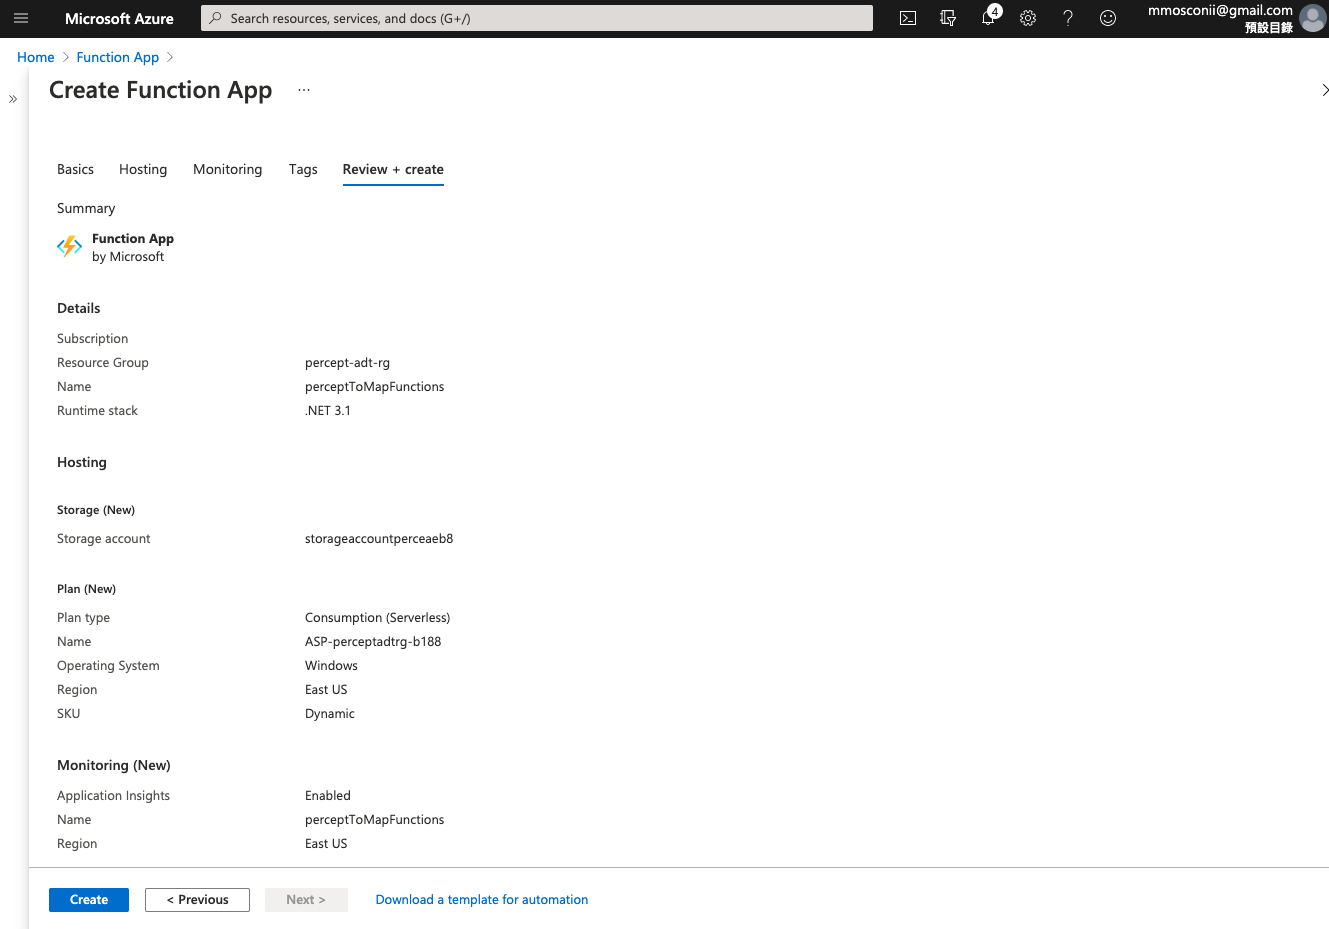 Microsoft Azure
Search resources, services, and docs (G+/)
4
mmosconii@gmail.com
預設目錄
Home > Function App >
Create Function App ...
Basics Hosting Monitoring Tags Review + create
Summary
Function App
by Microsoft
Details
Subscription
Resource Group percept-adt-rg
Name perceptToMapFunctions
Runtime stack .NET 3.1
Hosting
Storage (New)
Storage account storageaccountperceaeb8
Plan (New)
Plan type Consumption (Serverless)
Name ASP-perceptadtrg-b188
Operating System Windows
Region East US
SKU Dynamic
Monitoring (New)
Application Insights Enabled
Name perceptToMapFunctions
Region East US
Create < Previous Next > Download a template for automation